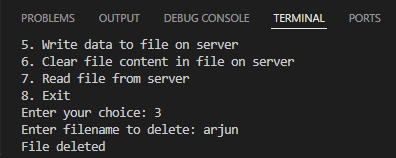 PROBLEMS OUTPUT DEBUG CONSOLE TERMINAL PORTS
5. Write data to file on server
6. Clear file content in file on server
7. Read file from server
8. Exit
Enter your choice: 3
Enter filename to delete: arjun
File deleted